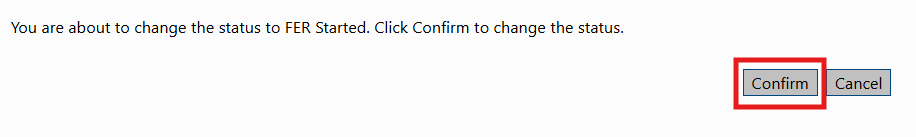 You are about to change the status to FER Started. Click Confirm to change the status.
Confirm Cancel